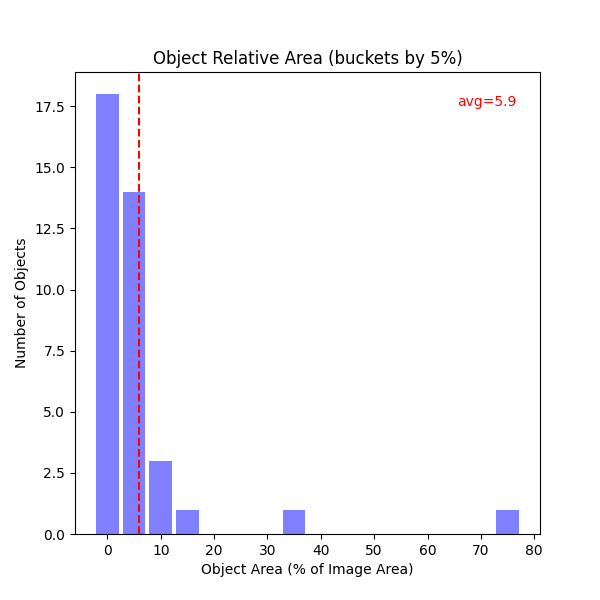 Object Relative Area (buckets by 5%)
avg=5.9
17.5
15.0
12.5
10.0
7.5
5.0
2.5
0.0
Number of Objects
0 10 20 30 40 50 60 70 80
Object Area (% of Image Area)